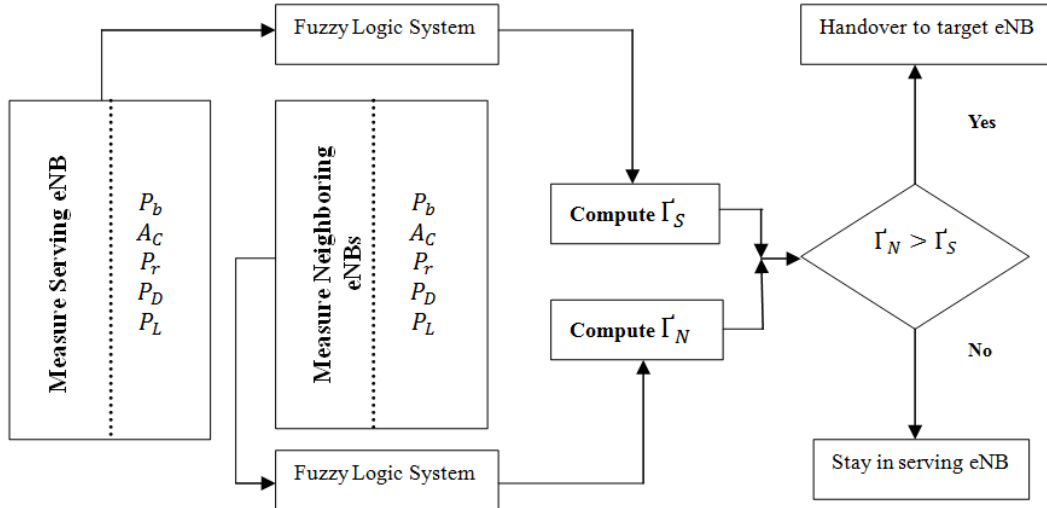 Fuzzy Logic System
Handover to target eNB
Measure Serving eNB
P_b
A_C
P_r
P_D
P_L
Measure Neighboring
eNBs
P_b
A_C
P_r
P_D
P_L
Yes
Compute Γ_S
Γ_N > Γ_S
Compute Γ_N
No
Fuzzy Logic System
Stay in serving eNB